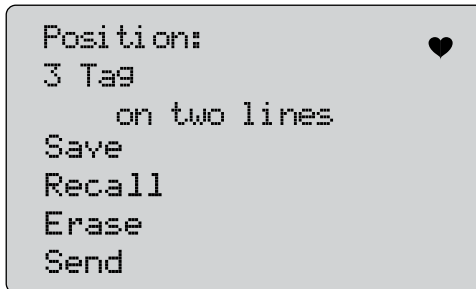 Position:
3 Tag
on two lines
Save
Recall
Erase
Send